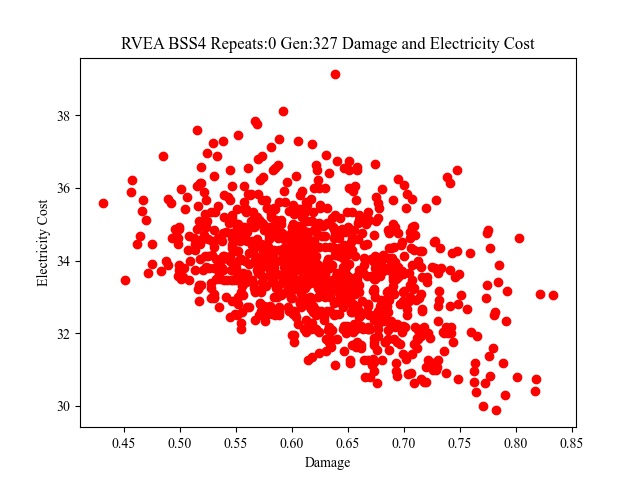 RVEA BSS4 Repeats:0 Gen:327 Damage and Electricity Cost
38
36
34
32
30
Electricity Cost
0.45 0.50 0.55 0.60 0.65 0.70 0.75 0.80 0.85
Damage